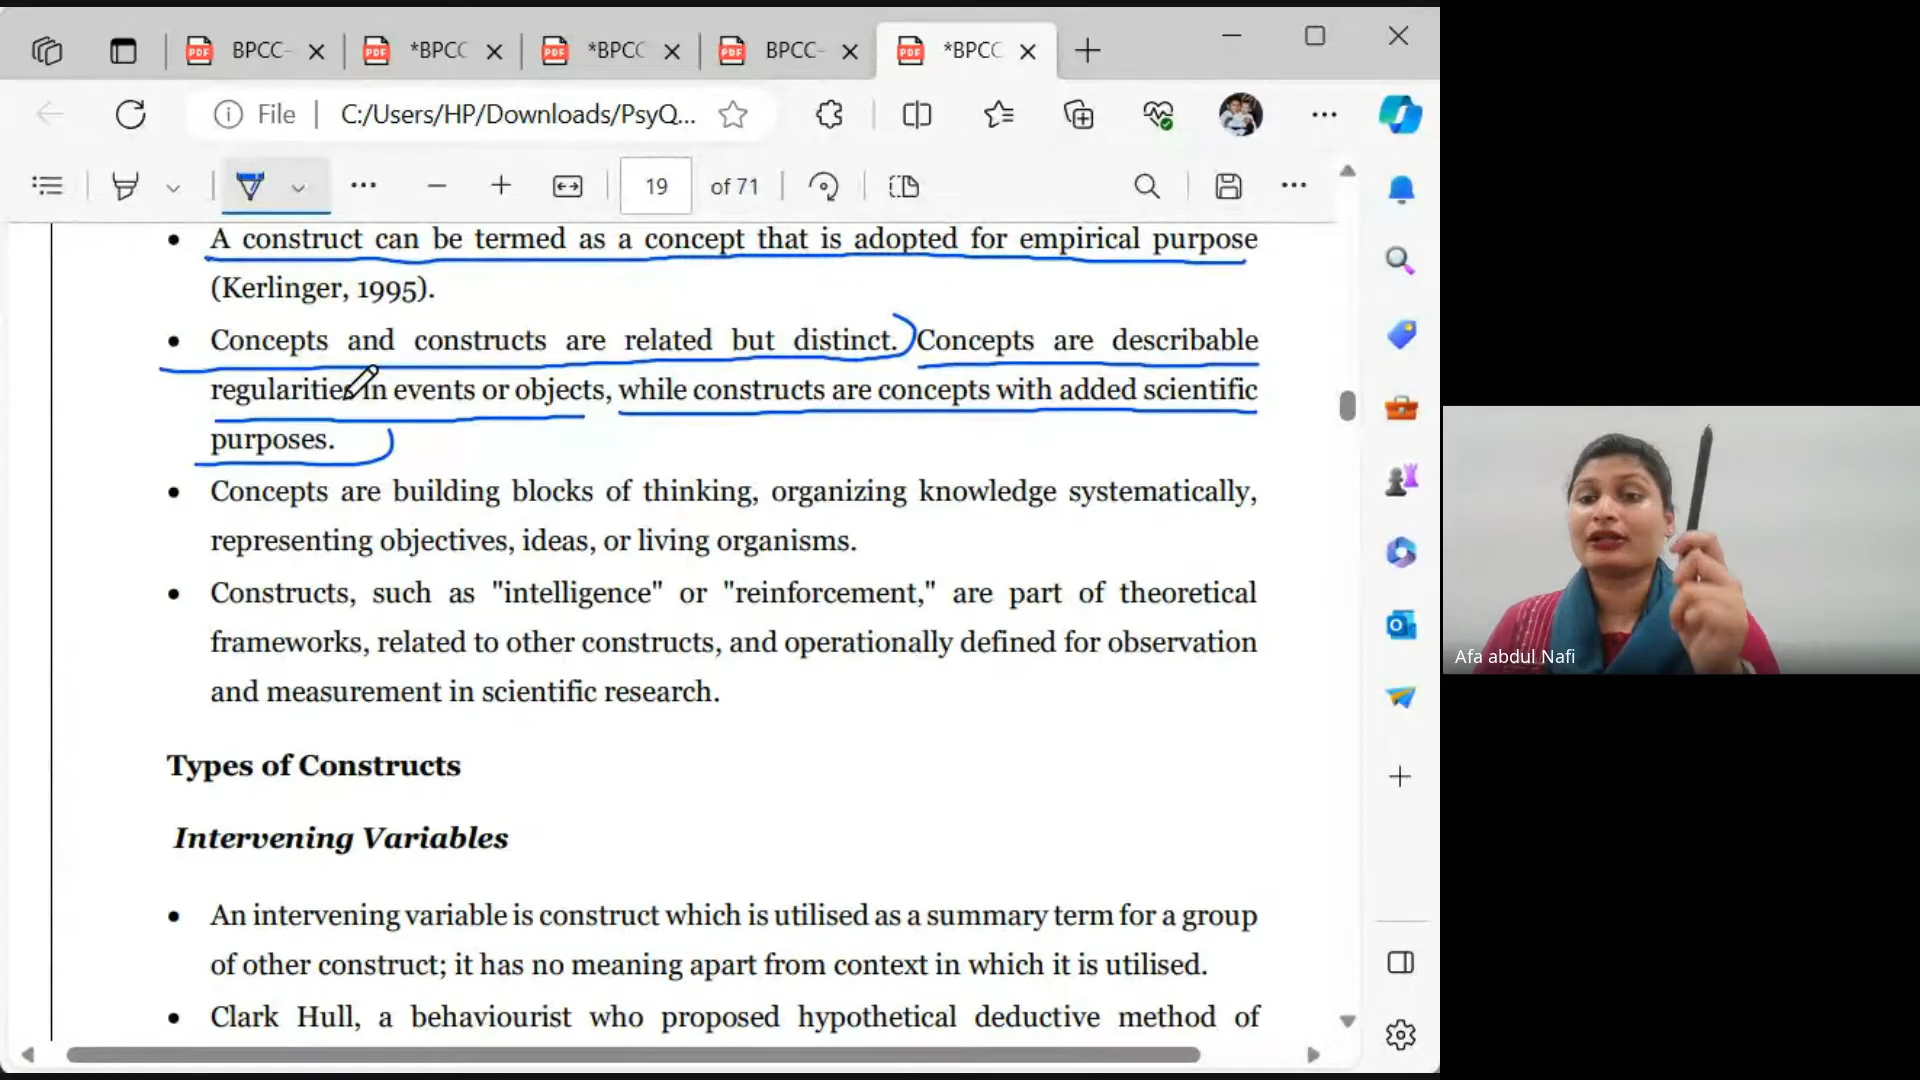 PDF BPCC-
PDF *BPCC
PDF *BPCC
PDF BPCC-
PDF *BPCC
File
C:/Users/HP/Downloads/PsyQ...
19 of 71
A construct can be termed as a concept that is adopted for empirical purpose
(Kerlinger, 1995).
Concepts and constructs are related but distinct. Concepts are describable
regularities in events or objects, while constructs are concepts with added scientific
purposes.
Concepts are building blocks of thinking, organizing knowledge systematically,
representing objectives, ideas, or living organisms.
Constructs, such as "intelligence" or "reinforcement," are part of theoretical
frameworks, related to other constructs, and operationally defined for observation
and measurement in scientific research.
Types of Constructs
Intervening Variables
An intervening variable is construct which is utilised as a summary term for a group
of other construct; it has no meaning apart from context in which it is utilised.
Clark Hull, a behaviourist who proposed hypothetical deductive method of
Afa abdul Nafi